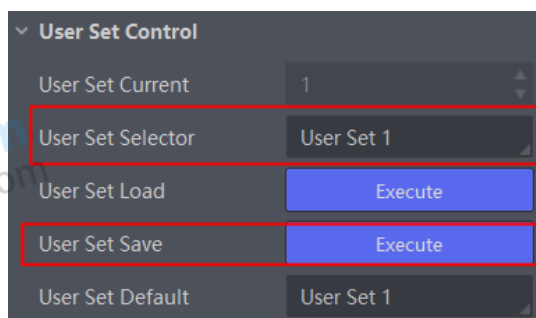 User Set Control
User Set Current 1
User Set Selector User Set 1
User Set Load Execute
User Set Save Execute
User Set Default User Set 1